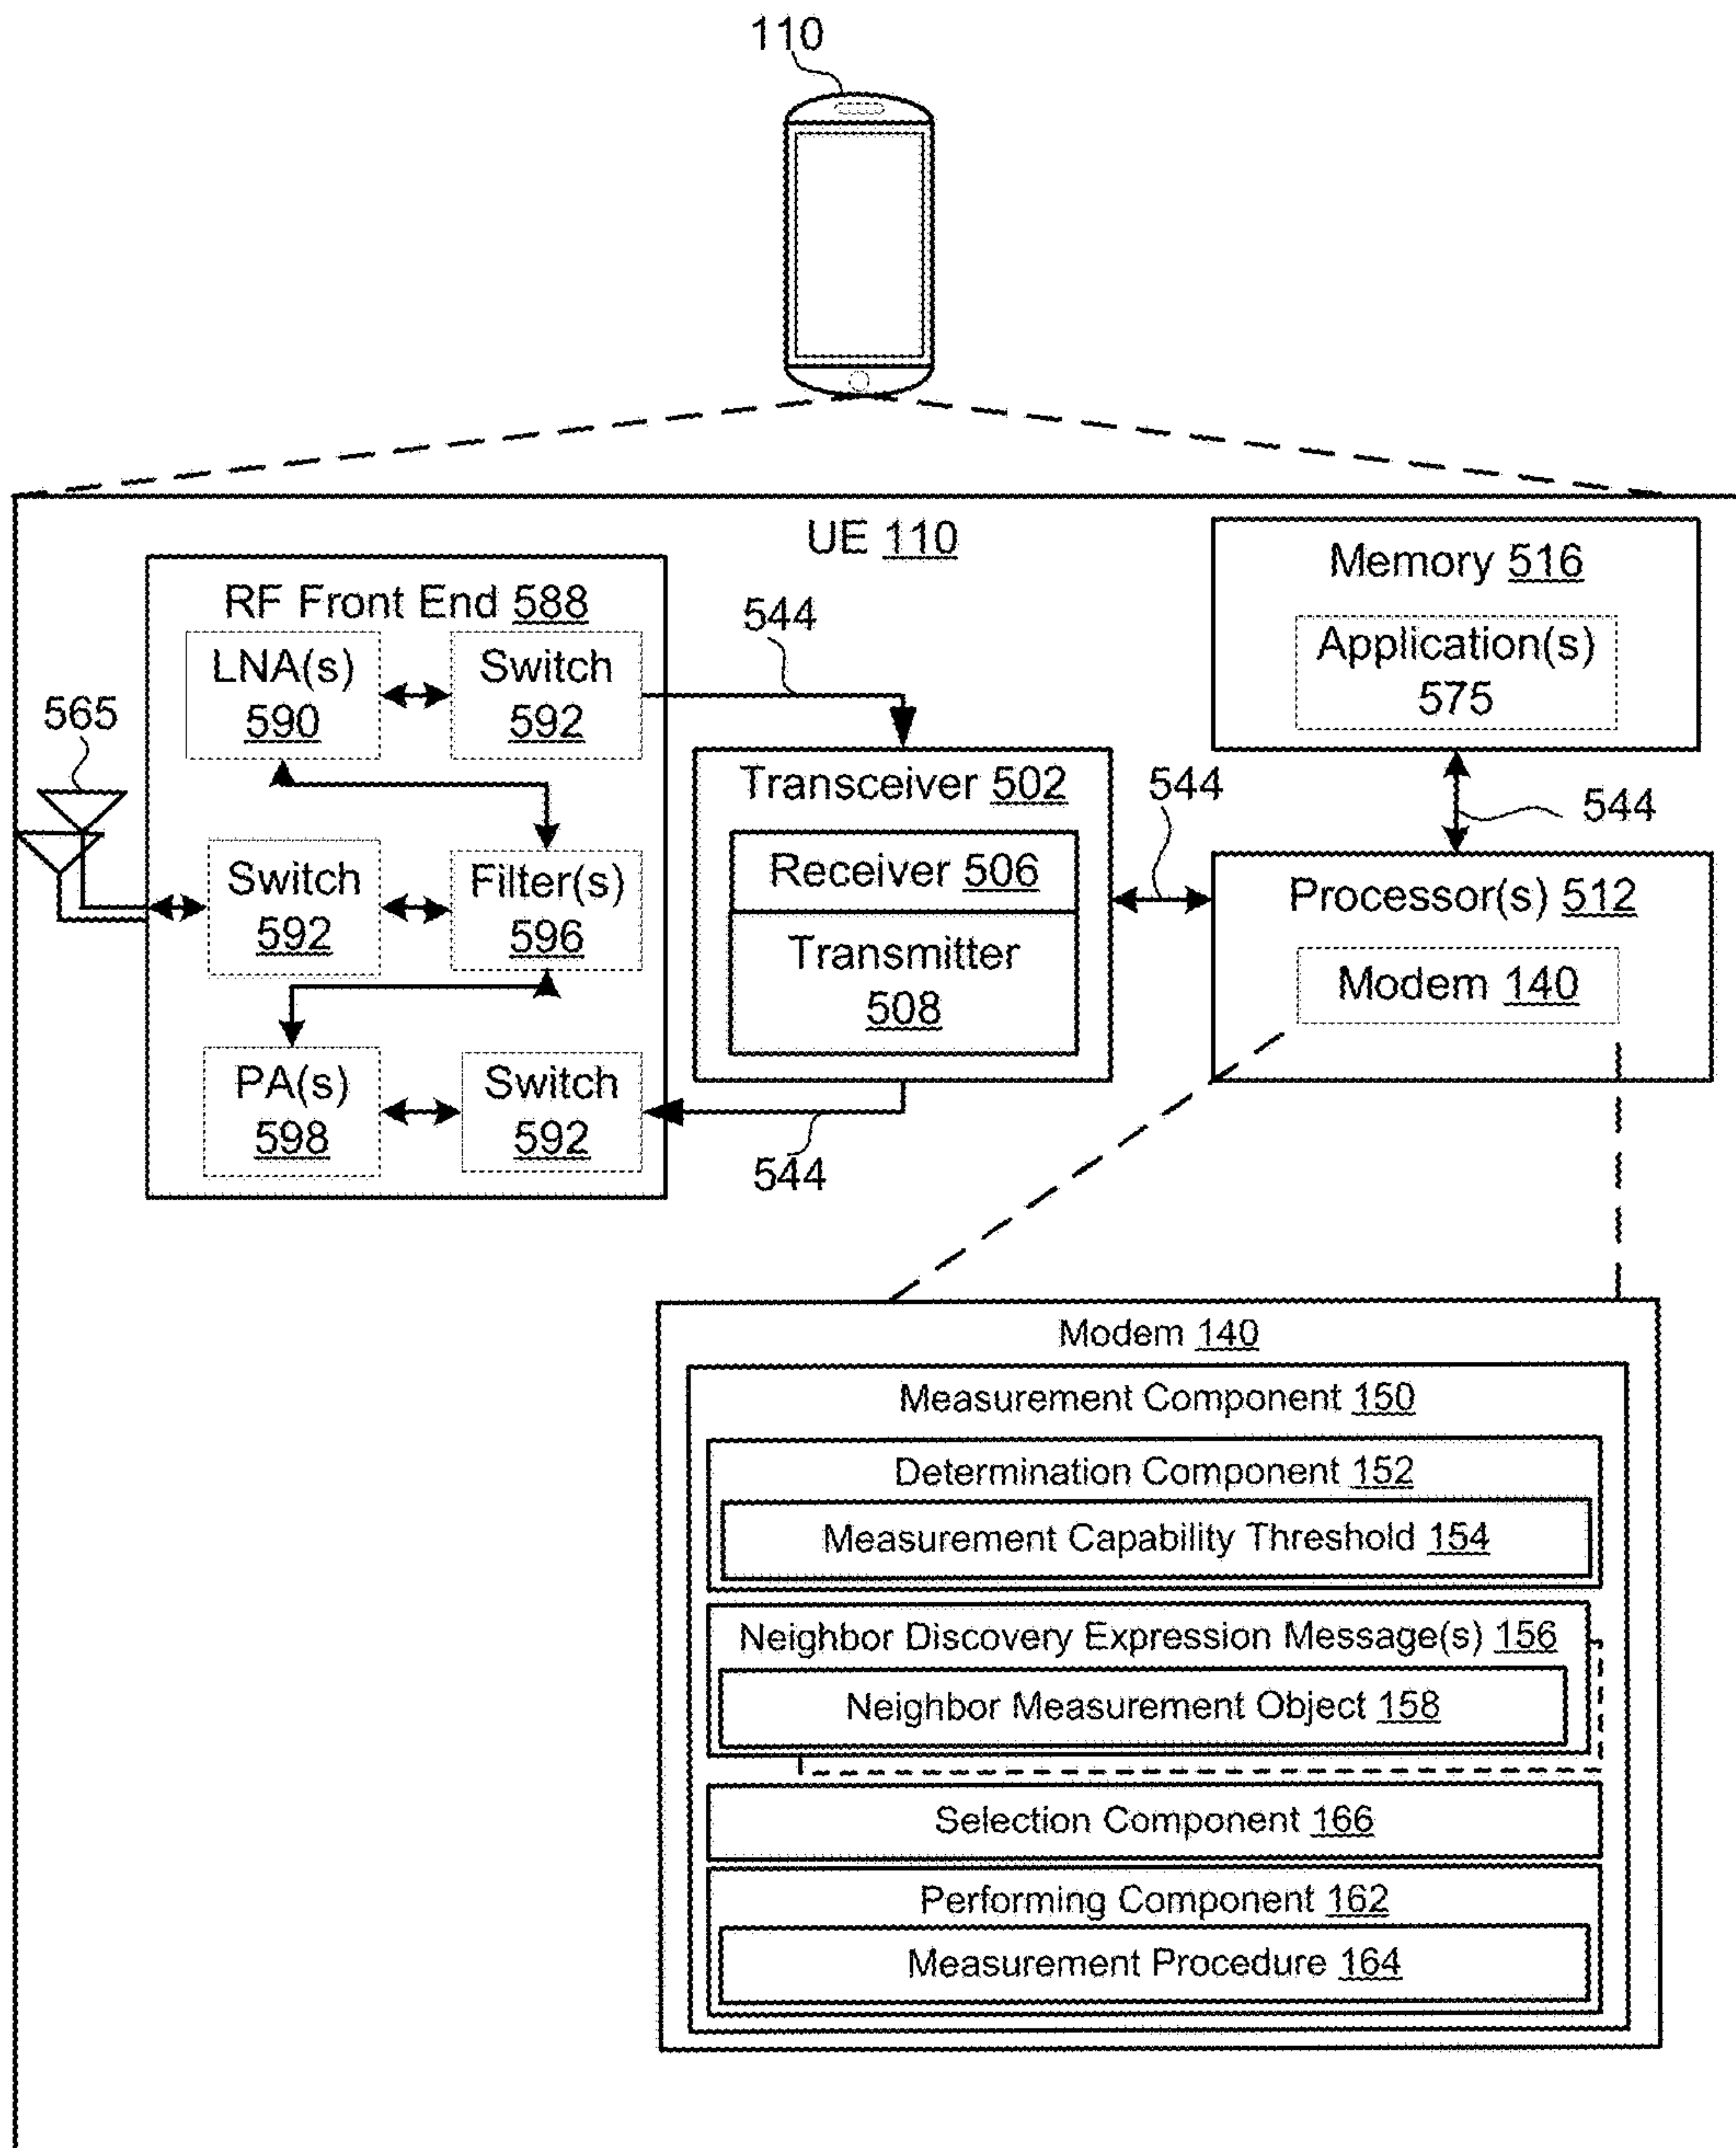 110
UE 110
RF Front End 588
LNA(s)
590
Switch
592
544
565
Switch
592
Filter(s)
596
PA(s)
598
Switch
592
544
Transceiver 502
Receiver 506
Transmitter
508
544
Memory 516
Application(s)
575
544
Processor(s) 512
Modem 140
Modem 140
Measurement Component 150
Determination Component 152
Measurement Capability Threshold 154
Neighbor Discovery Expression Message(s) 156
Neighbor Measurement Object 158
Selection Component 166
Performing Component 162
Measurement Procedure 164